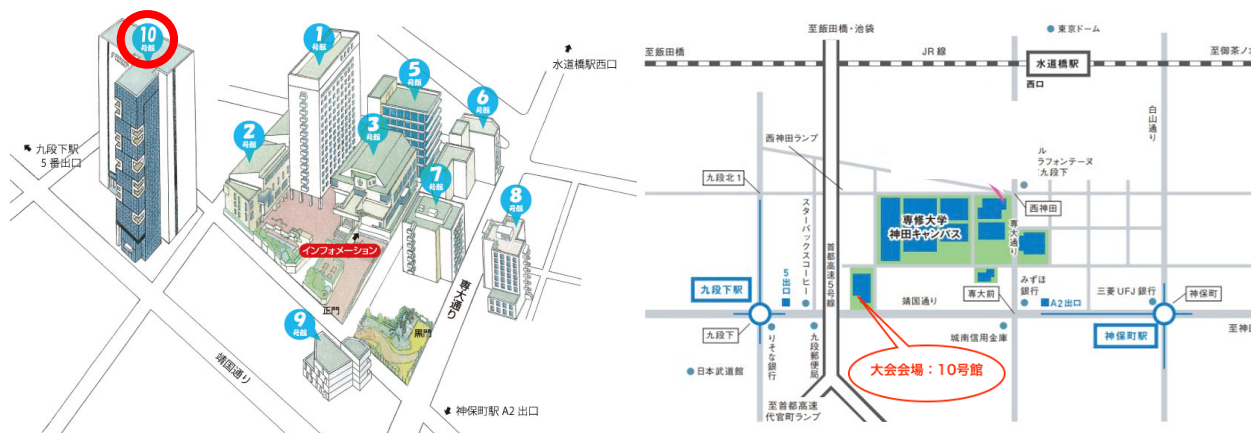 10
号館
1
号館
5
号館
6
号館
2
号館
3
号館
7
号館
8
号館
9
号館
水道橋駅西口
九段下駅
5番出口
インフォメーション
正門
黒門
専大通り
靖国通り
神保町駅 A2 出口
至飯田橋・池袋
東京ドーム
至飯田橋
JR 線
水道橋駅
西口
至御茶ノ水
白山通り
西神田ランプ
ル
ラフォンテーヌ
九段下
九段北1
西神田
専修大学
神田キャンパス
専大通り
スターバックスコーヒー
首都高速5号線
5出口
九段下駅
靖国通り
専大前
みずほ
銀行
A2 出口
三菱 UFJ 銀行
神保町
九段下
りそな銀行
九段郵便局
城南信用金庫
神保町駅
至神田
日本武道館
大会会場：10号館
至首都高速
代官町ランプ